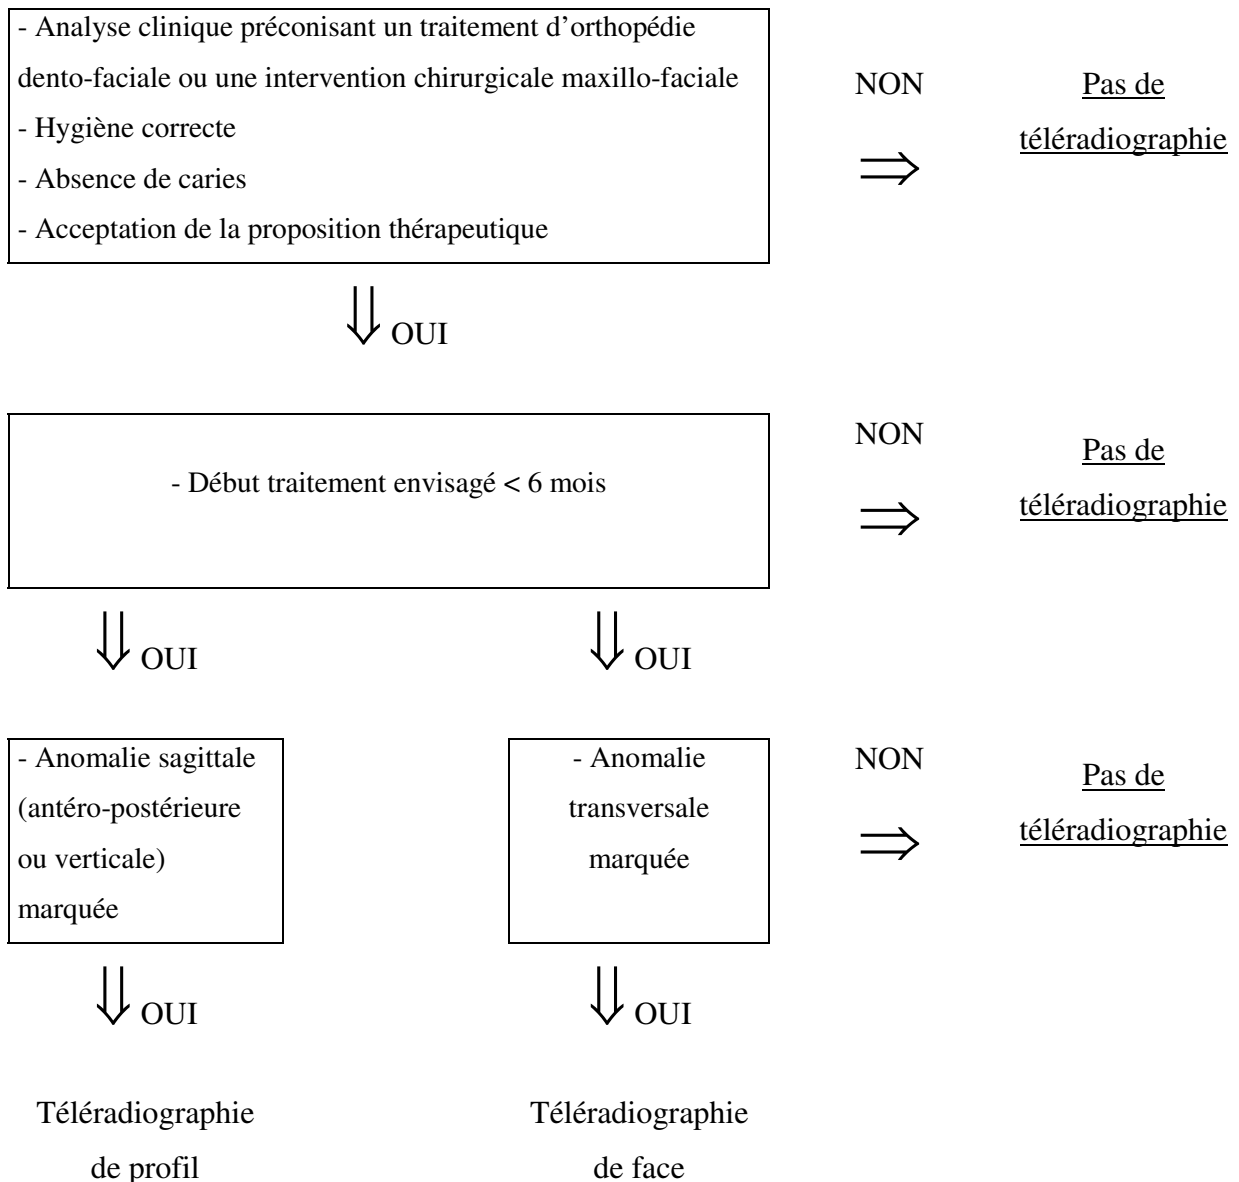 - Analyse clinique préconisant un traitement d'orthopédie
dento-faciale ou une intervention chirurgicale maxillo-faciale
- Hygiène correcte
- Absence de caries
- Acceptation de la proposition thérapeutique
NON
⇒
Pas de
téléradiographie
⇓ OUI
- Début traitement envisagé < 6 mois
NON
⇒
Pas de
téléradiographie
⇓ OUI
⇓ OUI
- Anomalie sagittale
(antéro-postérieure
ou verticale)
marquée
- Anomalie
transversale
marquée
NON
⇒
Pas de
téléradiographie
⇓ OUI
⇓ OUI
Téléradiographie
de profil
Téléradiographie
de face